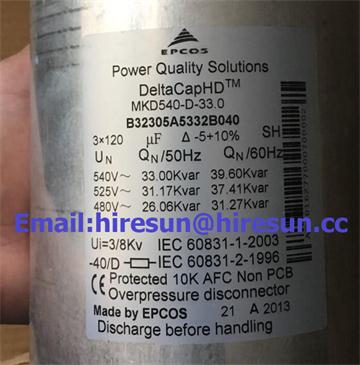 EPCOS
Power Quality Solutions
DeltaCapHD™
MKD540-D-33.0
B32305A5332B040
3×120 µF Δ -5+10% SH
UN QN/50Hz QN/60Hz
540V~ 33.00Kvar 39.60Kvar
525V~ 31.17Kvar 37.41Kvar
480V~ 26.06Kvar 31.27Kvar
Email:hiresun@hiresun.cc
Ui=3/8Kv IEC 60831-1-2003
-40/D IEC 60831-2-1996
CE Protected 10K AFC Non PCB
Overpressure disconnector
Made by EPCOS 21 A 2013
Discharge before handling